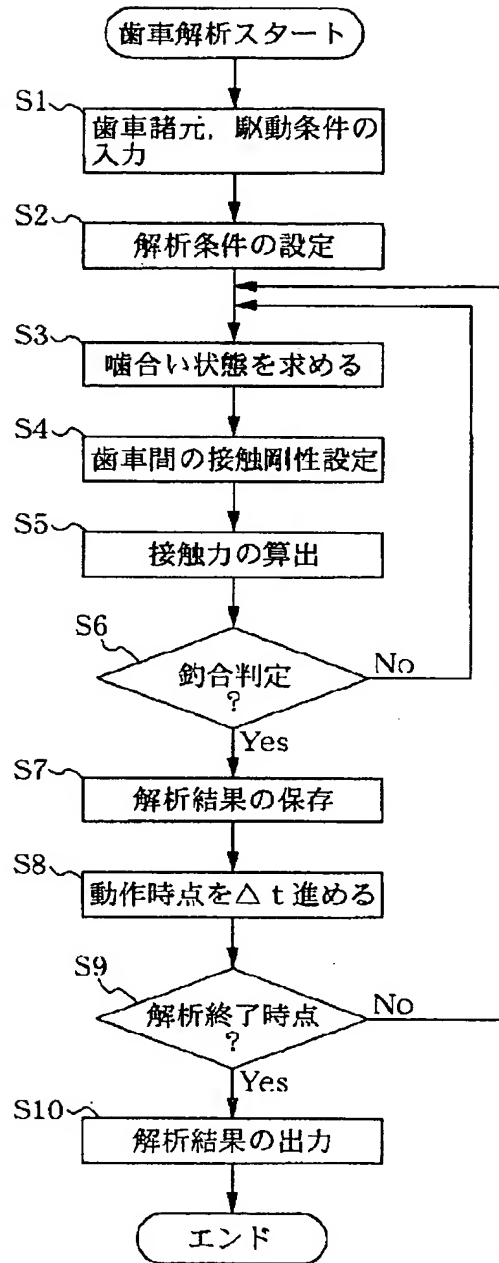 歯車解析スタート
S1
歯車諸元，駆動条件の
入力
S2
解析条件の設定
S3
噛合い状態を求める
S4
歯車間の接触剛性設定
S5
接触力の算出
S6
釣合判定
?
No
Yes
S7
解析結果の保存
S8
動作時点を△t進める
S9
解析終了時点
?
No
Yes
S10
解析結果の出力
エンド